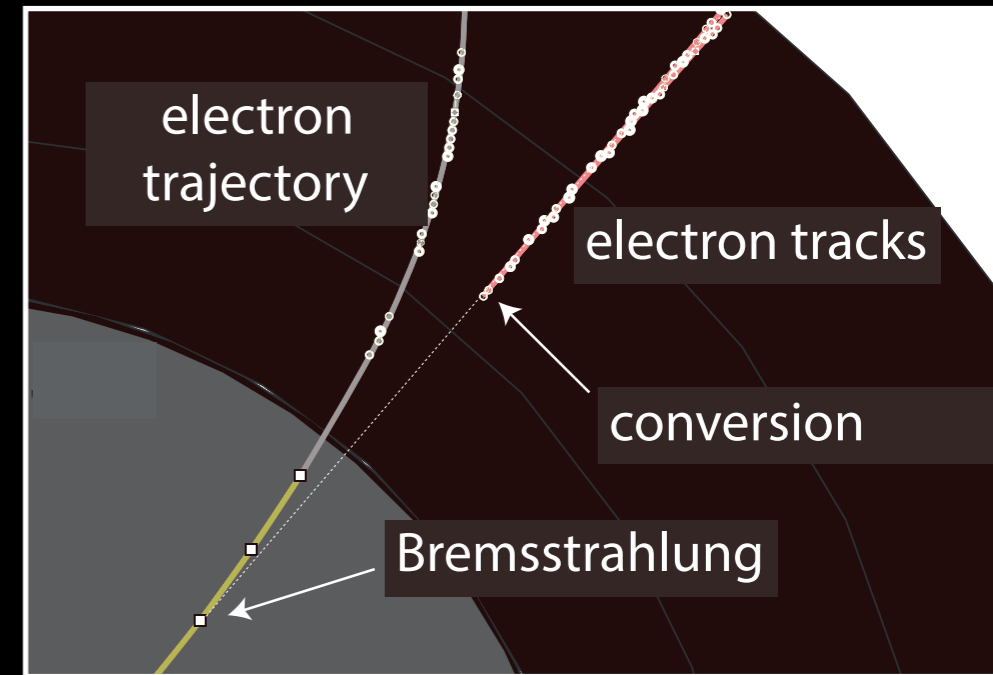 electron
trajectory
electron tracks
conversion
Bremsstrahlung